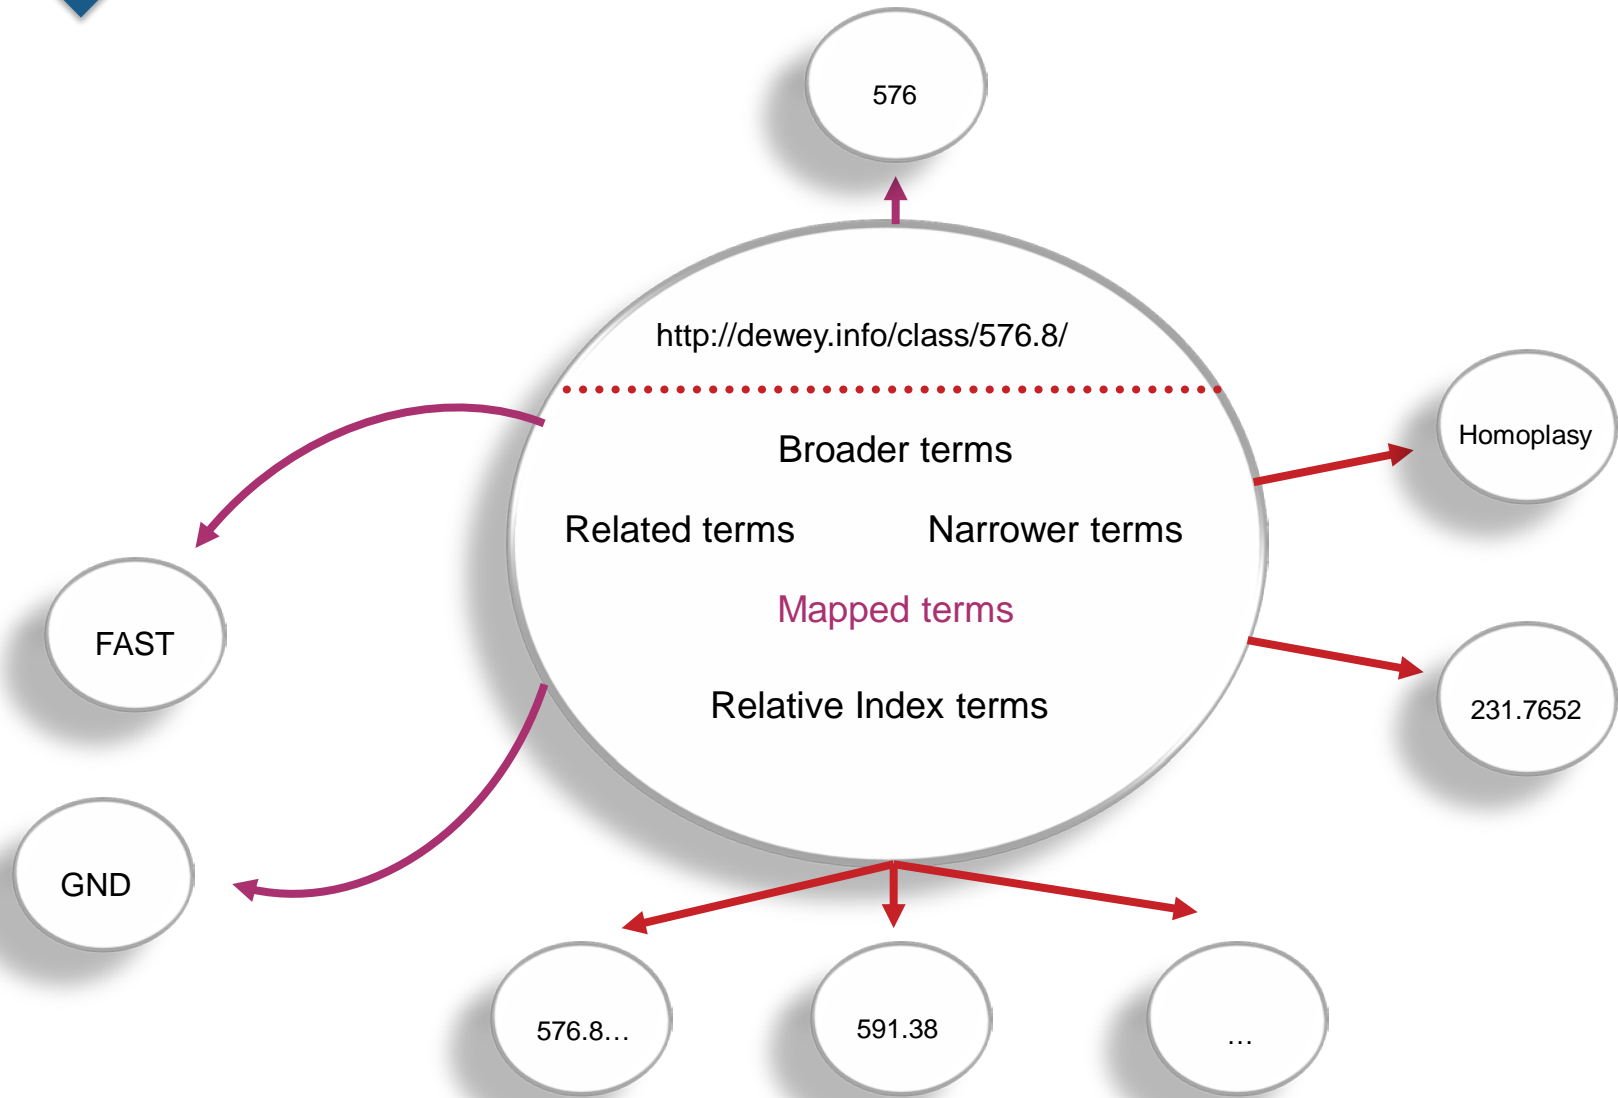 576
http://dewey.info/class/576.8/
Broader terms
Homoplasy
Related terms
Narrower terms
Mapped terms
FAST
Relative Index terms
231.7652
GND
576.8…
591.38
…